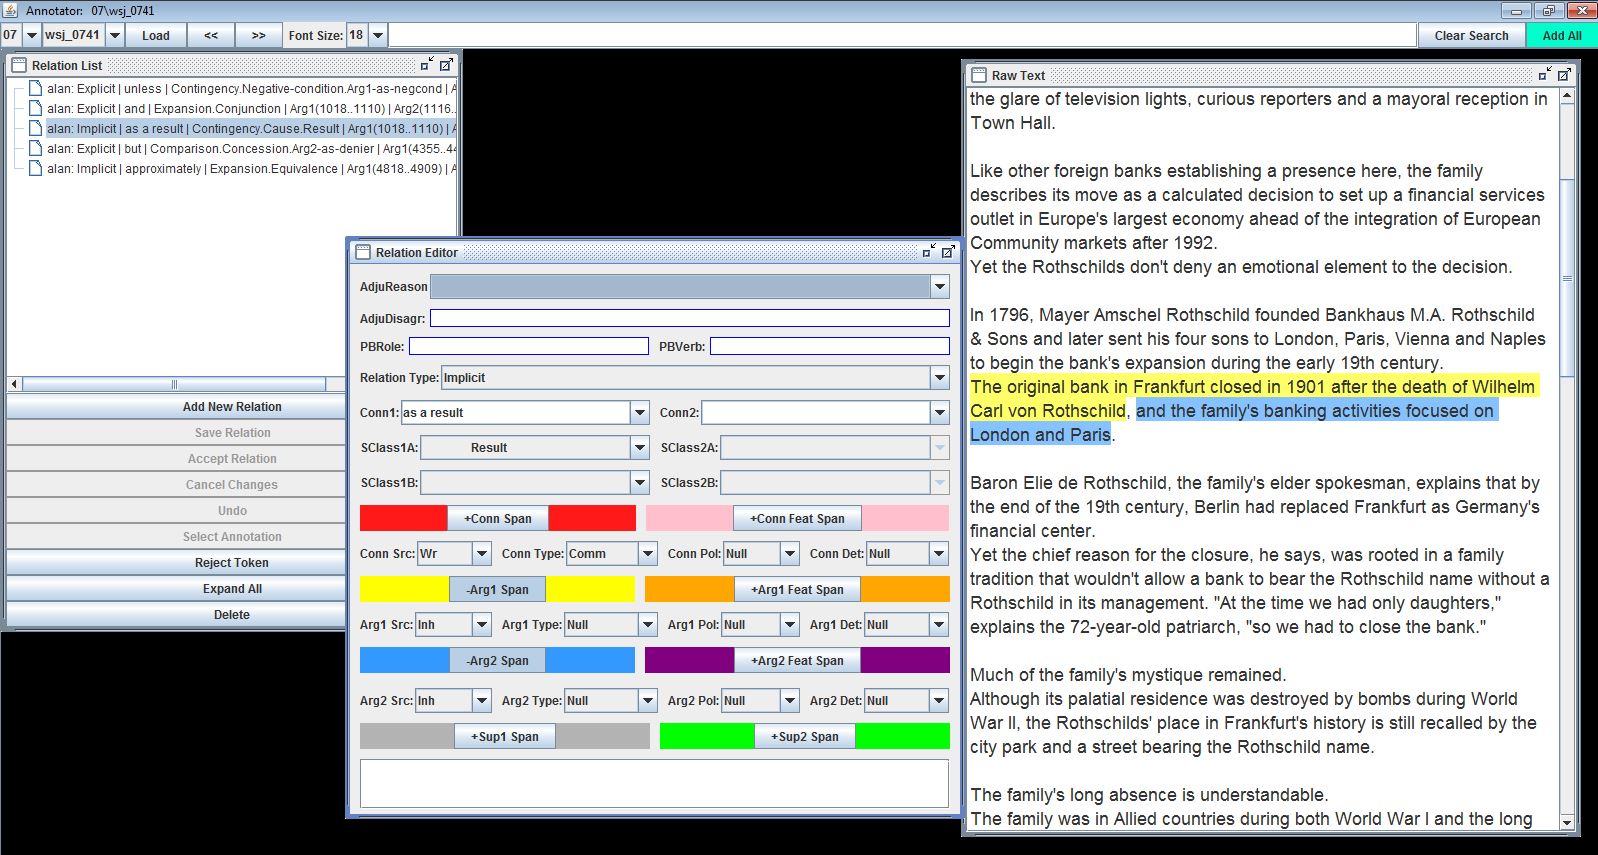 Annotator: 07\wsj_0741
07 wsj_0741 Load << >> Font Size: 18 Clear Search Add All
Relation List
alan: Explicit | unless | Contingency.Negative-condition.Arg1-as-negcond | A
alan: Explicit | and | Expansion.Conjunction | Arg1(1018..1110) | Arg2(1116..
alan: Implicit | as a result | Contingency.Cause.Result | Arg1(1018..1110) | A
alan: Explicit | but | Comparison.Concession.Arg2-as-denier | Arg1(4355..44
alan: Implicit | approximately | Expansion.Equivalence | Arg1(4818..4909) | A
Add New Relation
Save Relation
Accept Relation
Cancel Changes
Undo
Select Annotation
Reject Token
Expand All
Delete
Relation Editor
AdjuReason
AdjuDisagr:
PBRole: PBVerb:
Relation Type: Implicit
Conn1: as a result Conn2:
SClass1A: Result SClass2A:
SClass1B: SClass2B:
+Conn Span +Conn Feat Span
Conn Src: Wr Conn Type: Comm Conn Pol: Null Conn Det: Null
-Arg1 Span +Arg1 Feat Span
Arg1 Src: Inh Arg1 Type: Null Arg1 Pol: Null Arg1 Det: Null
-Arg2 Span +Arg2 Feat Span
Arg2 Src: Inh Arg2 Type: Null Arg2 Pol: Null Arg2 Det: Null
+Sup1 Span +Sup2 Span
Raw Text
the glare of television lights, curious reporters and a mayoral reception in
Town Hall.
Like other foreign banks establishing a presence here, the family
describes its move as a calculated decision to set up a financial services
outlet in Europe's largest economy ahead of the integration of European
Community markets after 1992.
Yet the Rothschilds don't deny an emotional element to the decision.
In 1796, Mayer Amschel Rothschild founded Bankhaus M.A. Rothschild
& Sons and later sent his four sons to London, Paris, Vienna and Naples
to begin the bank's expansion during the early 19th century.
The original bank in Frankfurt closed in 1901 after the death of Wilhelm
Carl von Rothschild, and the family's banking activities focused on
London and Paris.
Baron Elie de Rothschild, the family's elder spokesman, explains that by
the end of the 19th century, Berlin had replaced Frankfurt as Germany's
financial center.
Yet the chief reason for the closure, he says, was rooted in a family
tradition that wouldn't allow a bank to bear the Rothschild name without a
Rothschild in its management. "At the time we had only daughters,"
explains the 72-year-old patriarch, "so we had to close the bank."
Much of the family's mystique remained.
Although its palatial residence was destroyed by bombs during World
War II, the Rothschilds' place in Frankfurt's history is still recalled by the
city park and a street bearing the Rothschild name.
The family's long absence is understandable.
The family was in Allied countries during both World War I and the long